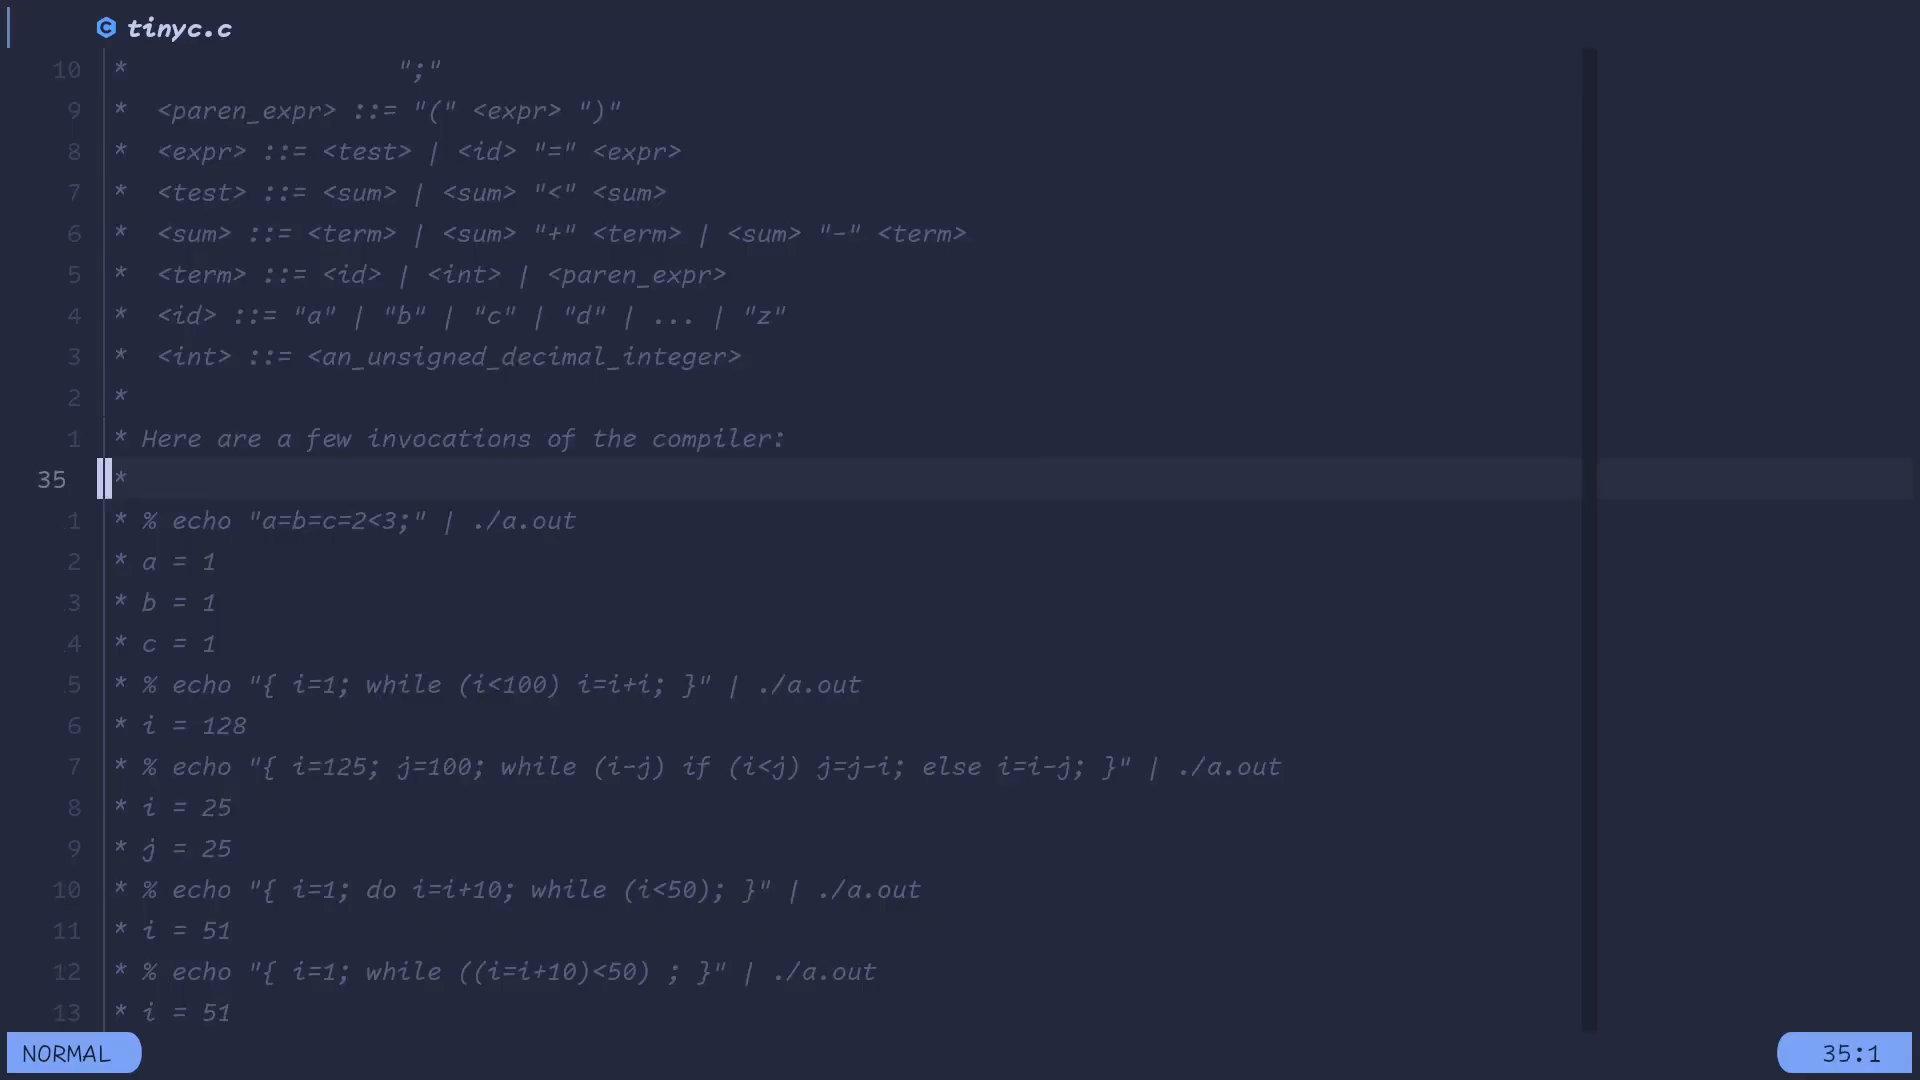 tinyc.c
10 * ";"
9 * <paren_expr> ::= "(" <expr> ")"
8 * <expr> ::= <test> | <id> "=" <expr>
7 * <test> ::= <sum> | <sum> "<" <sum>
6 * <sum> ::= <term> | <sum> "+" <term> | <sum> "-" <term>
5 * <term> ::= <id> | <int> | <paren_expr>
4 * <id> ::= "a" | "b" | "c" | "d" | ... | "z"
3 * <int> ::= <an_unsigned_decimal_integer>
2 *
1 * Here are a few invocations of the compiler:
35 *
1 * % echo "a=b=c=2<3;" | ./a.out
2 * a = 1
3 * b = 1
4 * c = 1
5 * % echo "{ i=1; while (i<100) i=i+i; }" | ./a.out
6 * i = 128
7 * % echo "{ i=125; j=100; while (i-j) if (i<j) j=j-i; else i=i-j; }" | ./a.out
8 * i = 25
9 * j = 25
10 * % echo "{ i=1; do i=i+10; while (i<50); }" | ./a.out
11 * i = 51
12 * % echo "{ i=1; while ((i=i+10)<50) ; }" | ./a.out
13 * i = 51
NORMAL 35:1